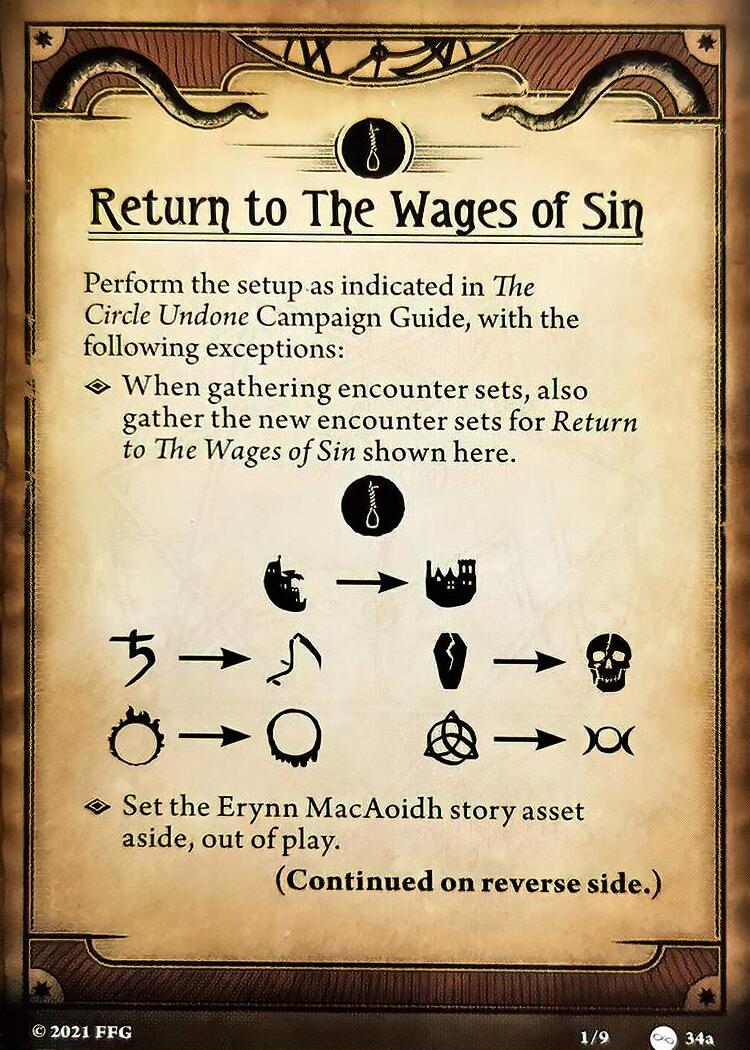 Return to The Wages of Sin
Perform the setup as indicated in The
Circle Undone Campaign Guide, with the
following exceptions:
When gathering encounter sets, also
gather the new encounter sets for Return
to The Wages of Sin shown here.
Set the Erynn MacAoidh story asset
aside, out of play.
(Continued on reverse side.)
© 2021 FFG
1/9
34a